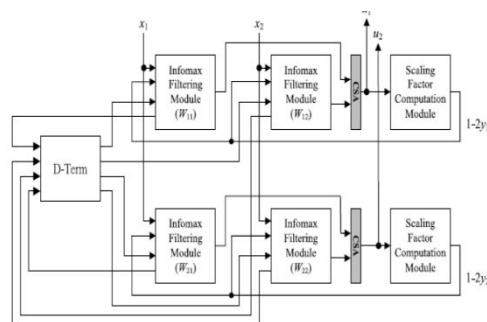 x1
x2
u2
Infomax
Filtering
Module
(W11)
Infomax
Filtering
Module
(W12)
CSA
Scaling
Factor
Computation
Module
1-2y
D-Term
Infomax
Filtering
Module
(W21)
Infomax
Filtering
Module
(W22)
CSA
Scaling
Factor
Computation
Module
1-2y